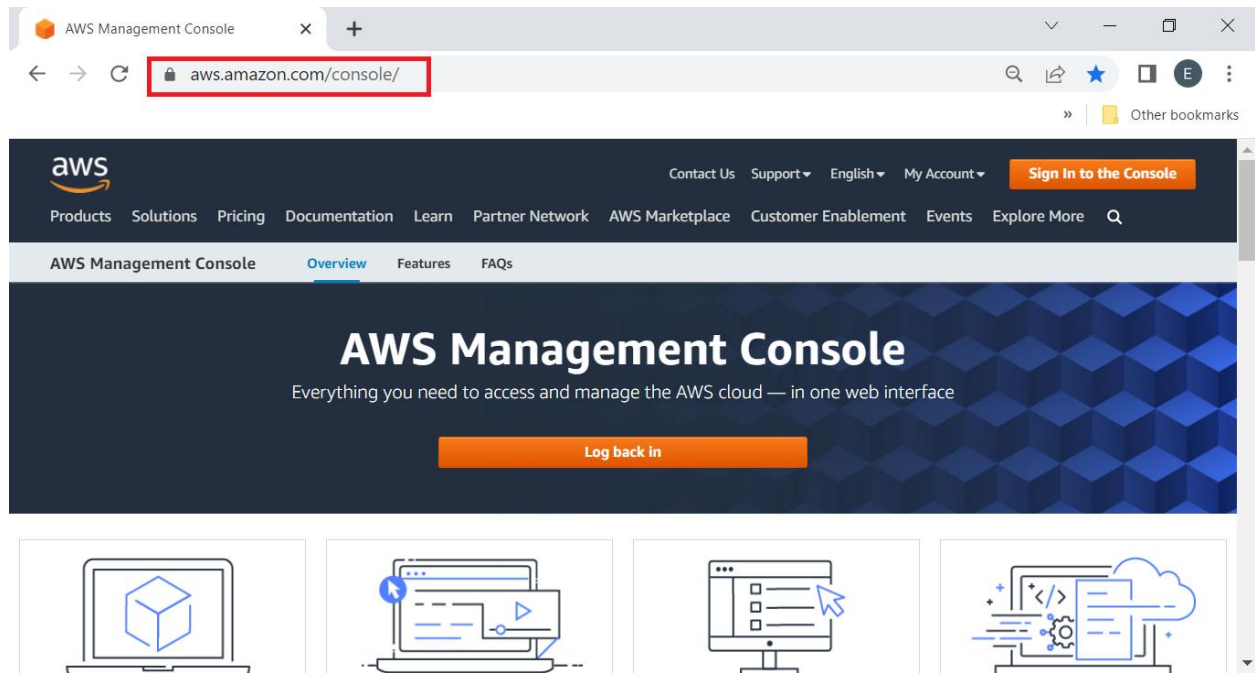 AWS Management Console
aws.amazon.com/console/
E
» Other bookmarks
aws
Contact Us Support English My Account Sign In to the Console
Products Solutions Pricing Documentation Learn Partner Network AWS Marketplace Customer Enablement Events Explore More
AWS Management Console Overview Features FAQs
AWS Management Console
Everything you need to access and manage the AWS cloud — in one web interface
Log back in
</>